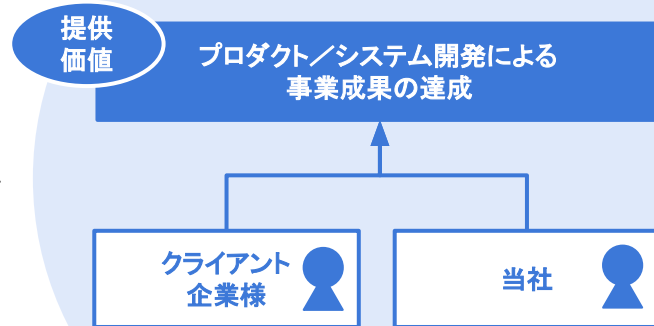 提供
価値
プロダクト／システム開発による
事業成果の達成
クライアント
企業様
当社